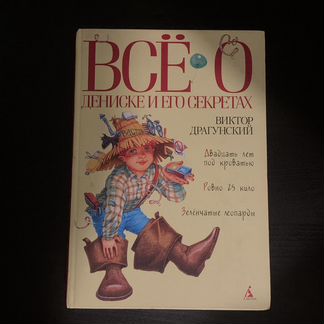 ВСЁ О
ДЕНИСКЕ И ЕГО СЕКРЕТАХ
ВИКТОР
ДРАГУНСКИЙ
Двадцать лет
под кроватью
Ровно 25 кило
Зеленчатые леопарды